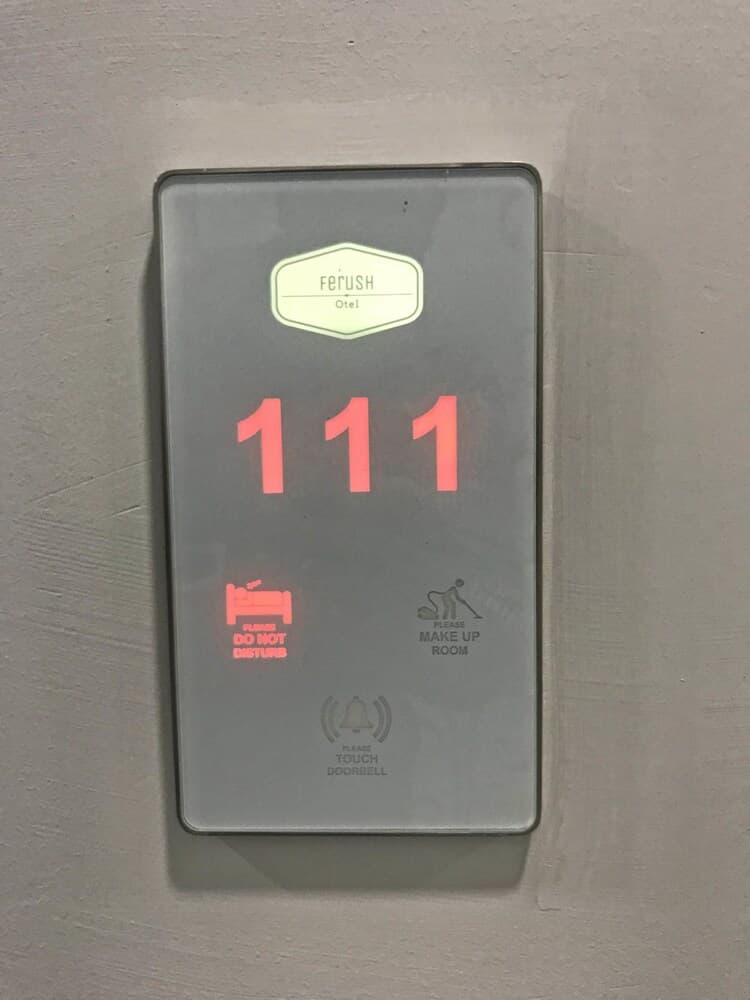 FERUSH
Otel
111
PLEASE
DO NOT
DISTURB
PLEASE
MAKE UP
ROOM
PLEASE
TOUCH
DOORBELL